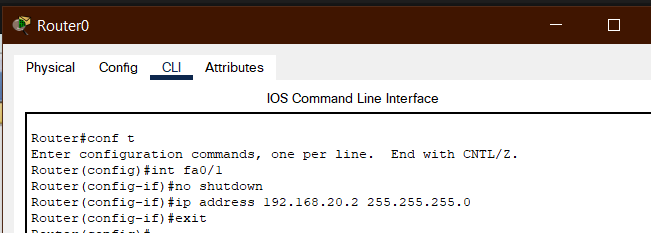 Router0
Physical Config CLI Attributes
IOS Command Line Interface
Router#conf t
Enter configuration commands, one per line.  End with CNTL/Z.
Router(config)#int fa0/1
Router(config-if)#no shutdown
Router(config-if)#ip address 192.168.20.2 255.255.255.0
Router(config-if)#exit
Router(config)#